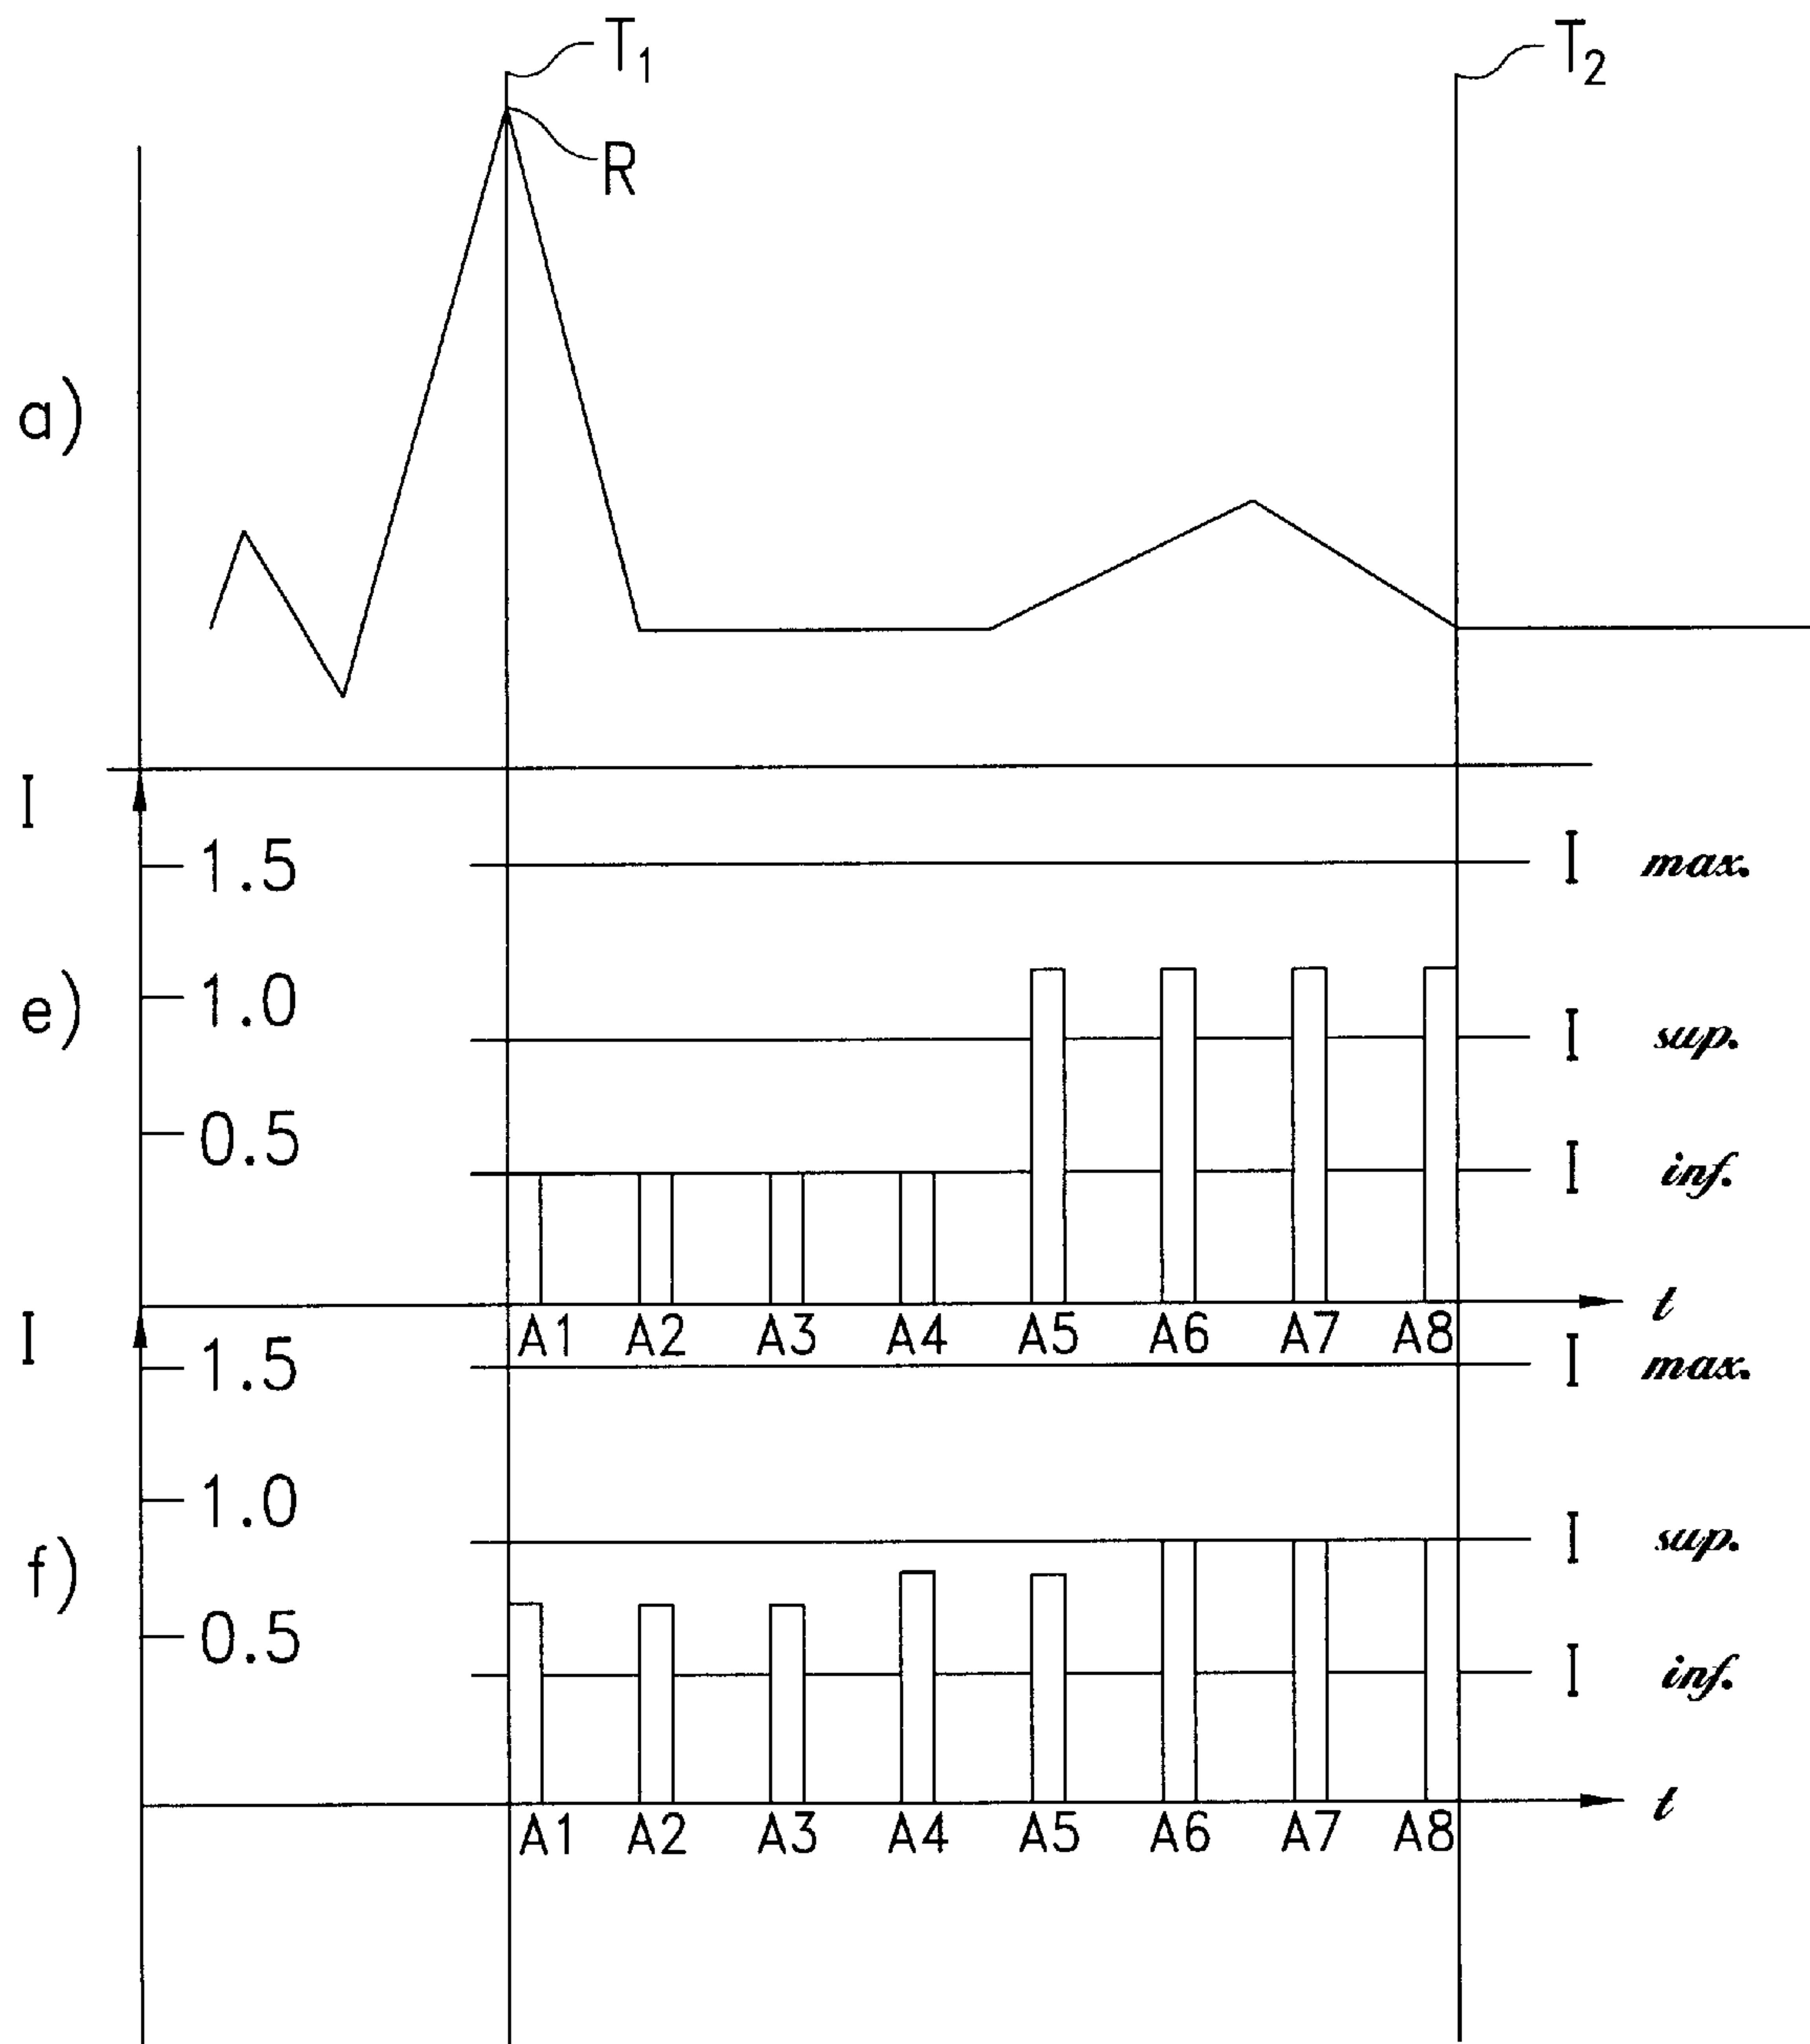 T1
T2
R
a)
I
1.5
I max.
e)
1.0
I sup.
0.5
I inf.
t
A1 A2 A3 A4 A5 A6 A7 A8
I
1.5
I max.
1.0
I sup.
f)
0.5
I inf.
t
A1 A2 A3 A4 A5 A6 A7 A8